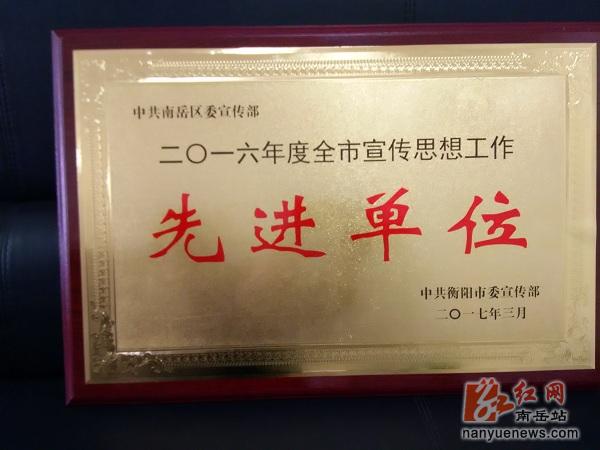 中共南岳区委宣传部
二〇一六年度全市宣传思想工作
先进单位
中共衡阳市委宣传部
二〇一七年三月
红网
南岳站
nanyuenews.com